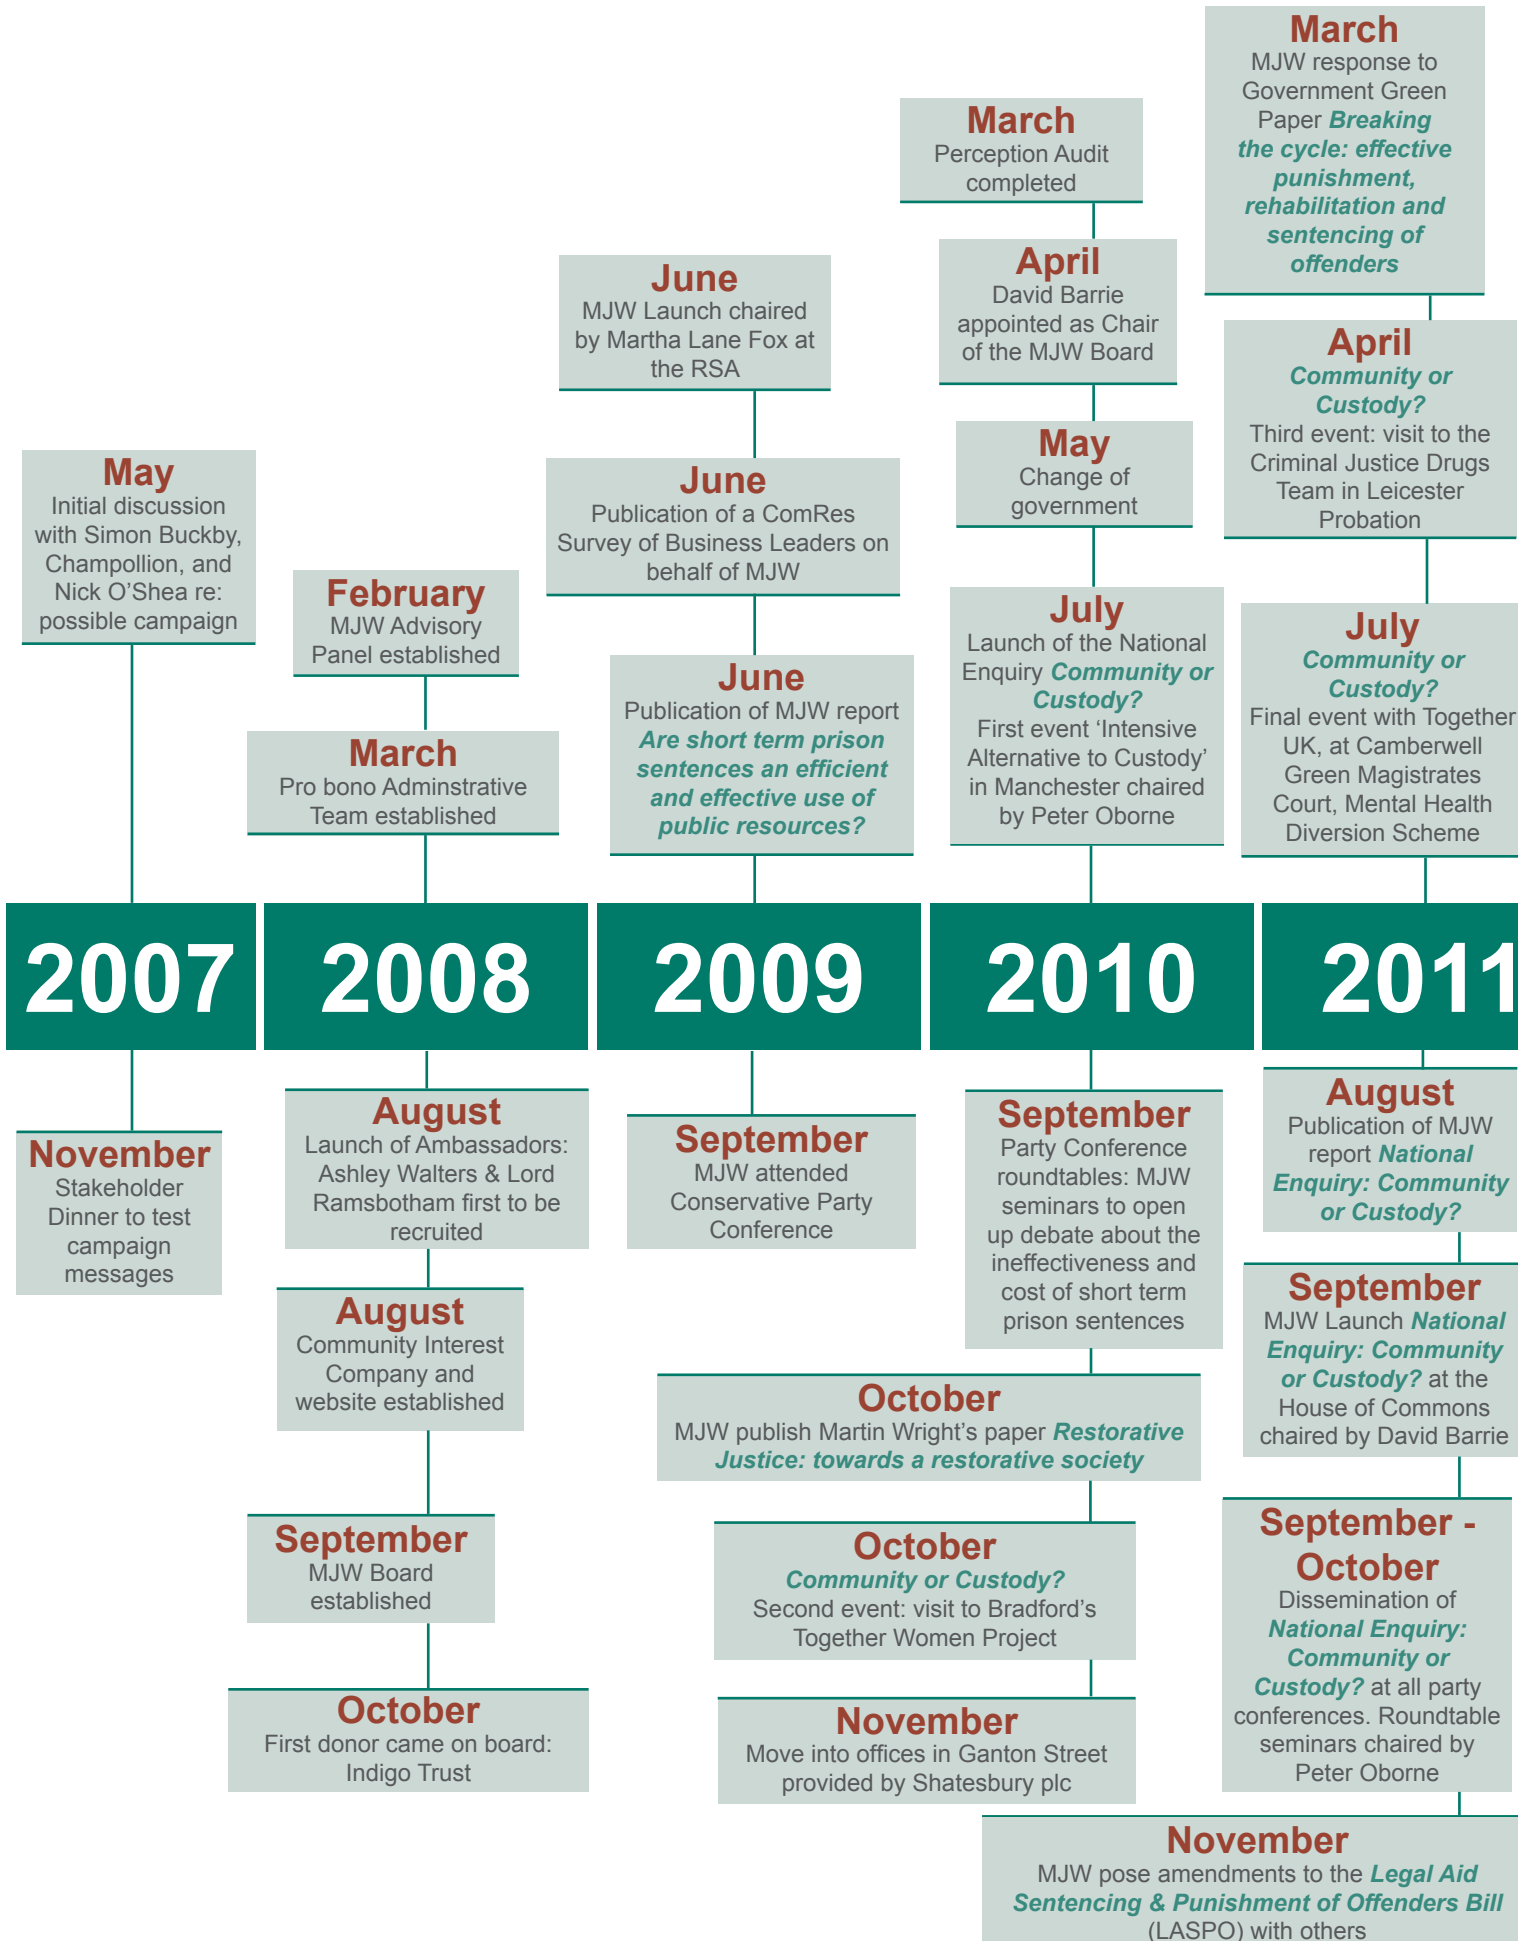 May
Initial discussion
with Simon Buckby,
Champollion, and
Nick O'Shea re:
possible campaign
2007
November
Stakeholder
Dinner to test
campaign
messages
February
MJW Advisory
Panel established
March
Pro bono Adminstrative
Team established
2008
August
Launch of Ambassadors:
Ashley Walters & Lord
Ramsbotham first to be
recruited
August
Community Interest
Company and
website established
September
MJW Board
established
October
First donor came on board:
Indigo Trust
June
MJW Launch chaired
by Martha Lane Fox at
the RSA
June
Publication of a ComRes
Survey of Business Leaders on
behalf of MJW
June
Publication of MJW report
Are short term prison
sentences an efficient
and effective use of
public resources?
2009
September
MJW attended
Conservative Party
Conference
March
Perception Audit
completed
April
David Barrie
appointed as Chair
of the MJW Board
May
Change of
government
July
Launch of the National
Enquiry Community or
Custody?
First event ‘Intensive
Alternative to Custody’
in Manchester chaired
by Peter Oborne
2010
September
Party Conference
roundtables: MJW
seminars to open
up debate about the
ineffectiveness and
cost of short term
prison sentences
October
MJW publish Martin Wright’s paper Restorative
Justice: towards a restorative society
October
Community or Custody?
Second event: visit to Bradford’s
Together Women Project
November
Move into offices in Ganton Street
provided by Shatesbury plc
March
MJW response to
Government Green
Paper Breaking
the cycle: effective
punishment,
rehabilitation and
sentencing of
offenders
April
Community or
Custody?
Third event: visit to the
Criminal Justice Drugs
Team in Leicester
Probation
July
Community or
Custody?
Final event with Together
UK, at Camberwell
Green Magistrates
Court, Mental Health
Diversion Scheme
2011
August
Publication of MJW
report National
Enquiry: Community
or Custody?
September
MJW Launch National
Enquiry: Community
or Custody? at the
House of Commons
chaired by David Barrie
September -
October
Dissemination of
National Enquiry:
Community or
Custody? at all party
conferences. Roundtable
seminars chaired by
Peter Oborne
November
MJW pose amendments to the Legal Aid
Sentencing & Punishment of Offenders Bill
(LASPO) with others